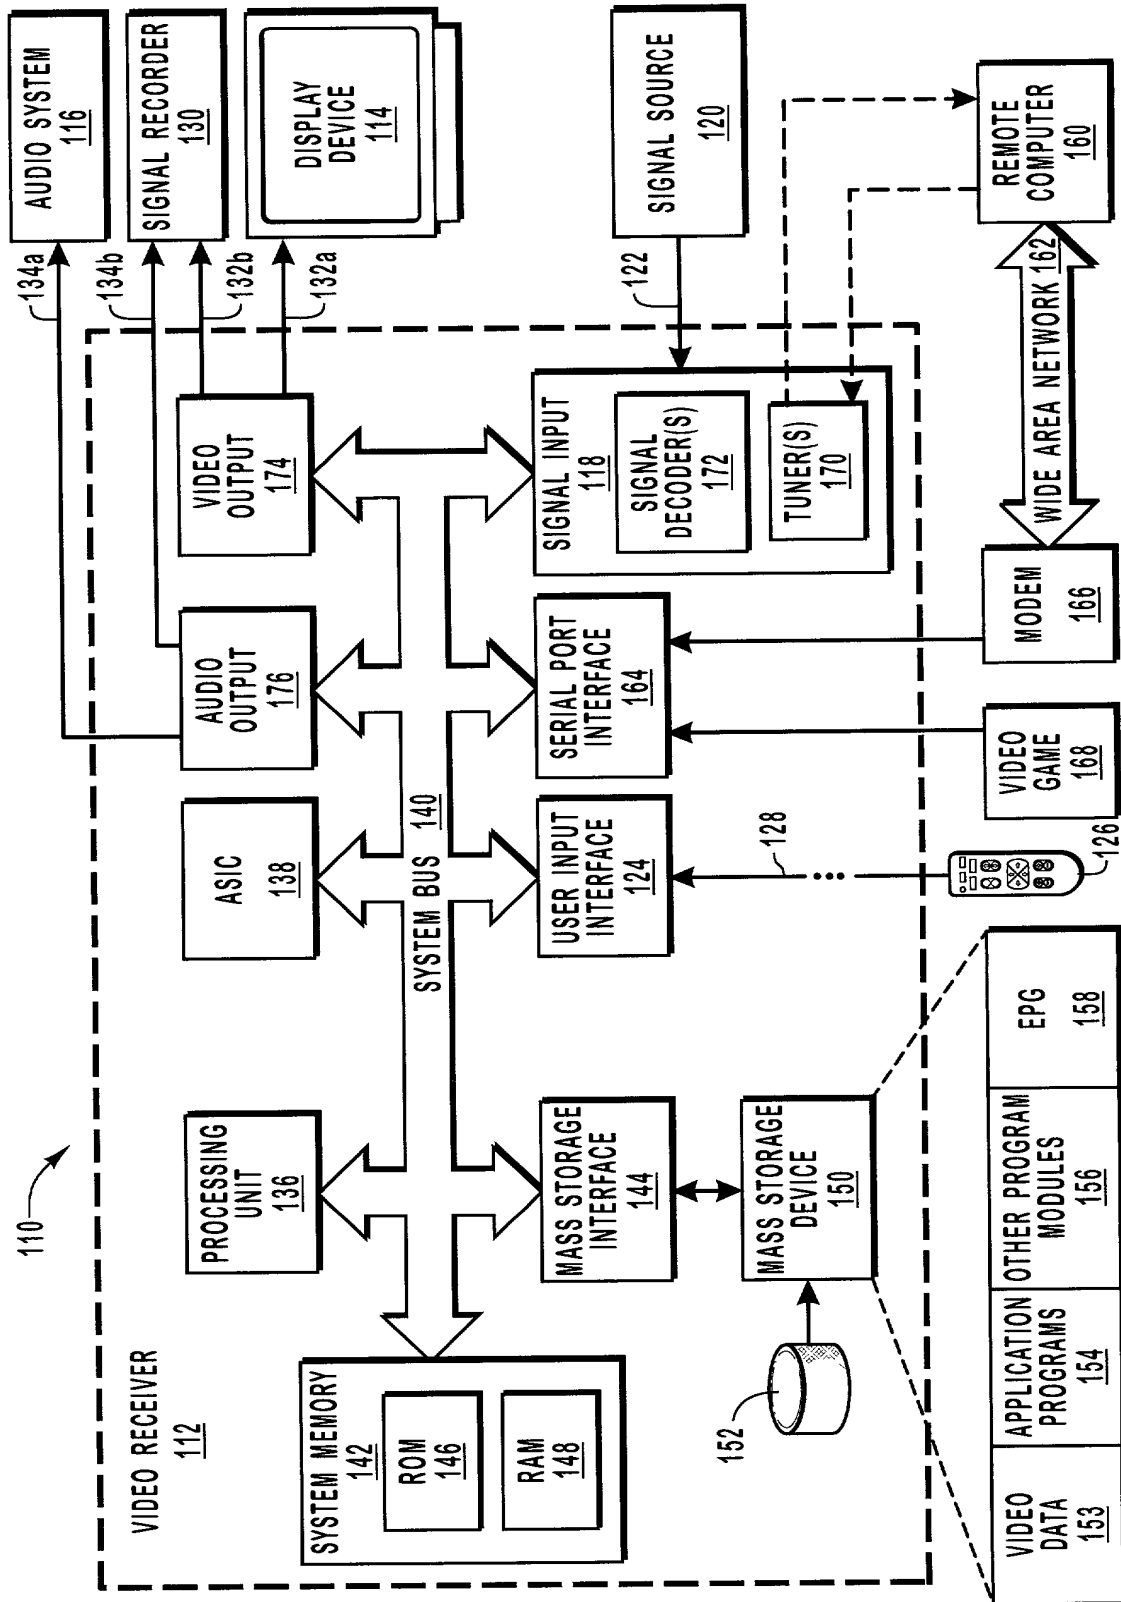 110
VIDEO RECEIVER
112
SYSTEM MEMORY
142
ROM
146
RAM
148
PROCESSING
UNIT
136
ASIC
138
AUDIO
OUTPUT
176
VIDEO
OUTPUT
174
134a
134b
132b
132a
AUDIO SYSTEM
116
SIGNAL RECORDER
130
DISPLAY
DEVICE
114
SYSTEM BUS
140
MASS STORAGE
INTERFACE
144
USER INPUT
INTERFACE
124
SERIAL PORT
INTERFACE
164
SIGNAL INPUT
118
SIGNAL
DECODER(S)
172
TUNER(S)
170
122
SIGNAL SOURCE
120
152
MASS STORAGE
DEVICE
150
128
126
VIDEO
GAME
168
MODEM
166
WIDE AREA NETWORK 162
REMOTE
COMPUTER
160
VIDEO
DATA
153
APPLICATION
PROGRAMS
154
OTHER PROGRAM
MODULES
156
EPG
158